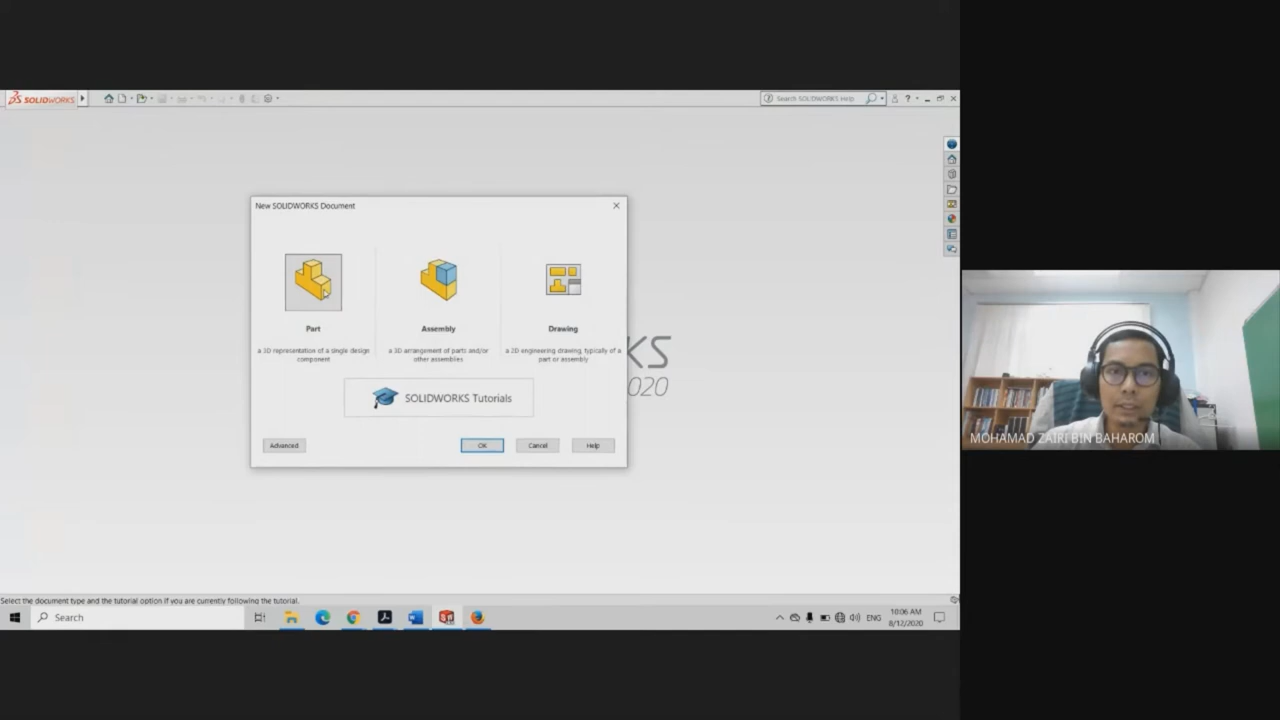 SOLIDWORKS
Search SOLIDWORKS Help
?
New SOLIDWORKS Document
Part
a 3D representation of a single design
component
Assembly
a 3D arrangement of parts and/or
other assemblies
Drawing
a 2D engineering drawing, typically of a
part or assembly
KS
020
SOLIDWORKS Tutorials
Advanced
OK
Cancel
Help
MOHAMAD ZAIRI BIN BAHAROM
Select the document type and the tutorial option if you are currently following the tutorial.
Search
ENG
10:06 AM
8/12/2020